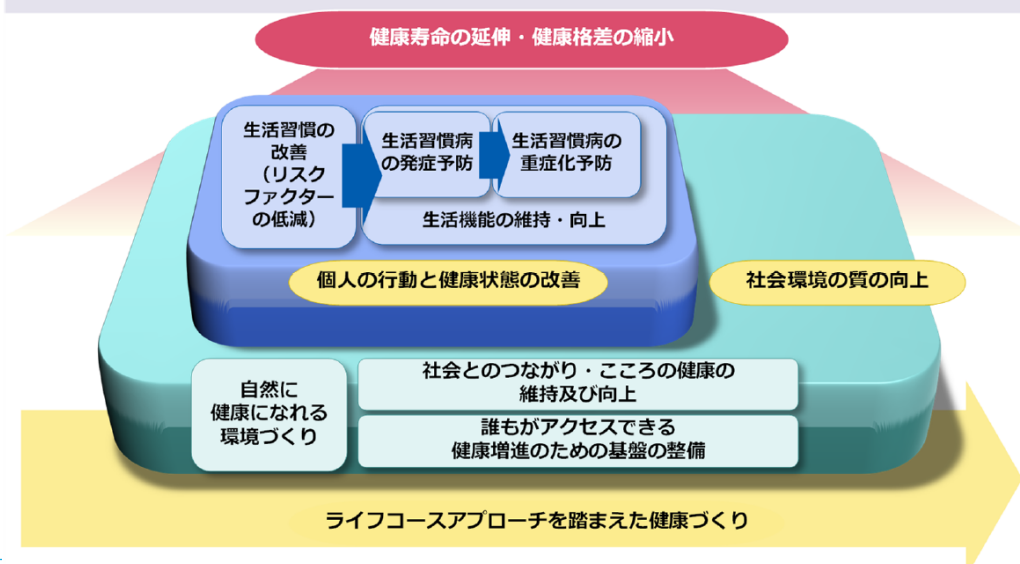 健康寿命の延伸・健康格差の縮小
生活習慣の
改善
（リスク
ファクター
の低減）
生活習慣病
の発症予防
生活習慣病の
重症化予防
生活機能の維持・向上
個人の行動と健康状態の改善
社会環境の質の向上
自然に
健康になれる
環境づくり
社会とのつながり・こころの健康の
維持及び向上
誰もがアクセスできる
健康増進のための基盤の整備
ライフコースアプローチを踏まえた健康づくり